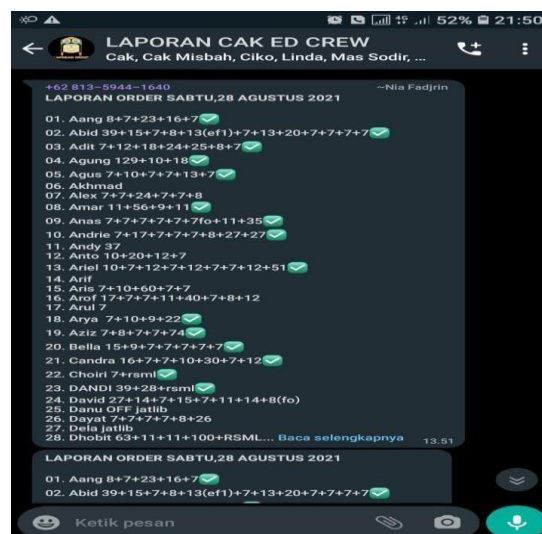 52% 21:50
LAPORAN CAK ED CREW
Cak, Cak Misbah, Ciko, Linda, Mas Sodir, ...
+62 813-5944-1640 ~Nia Fadjrin
LAPORAN ORDER SABTU,28 AGUSTUS 2021
01. Aang 8+7+23+16+7✅
02. Abid 39+15+7+8+13(ef1)+7+13+20+7+7+7+7✅
03. Adit 7+12+18+24+25+8+7✅
04. Agung 129+10+18✅
05. Agus 7+10+7+7+13+7✅
06. Akhmad
07. Alex 7+7+24+7+7+8
08. Amar 11+56+9+11✅
09. Anas 7+7+7+7+7+7fo+11+35✅
10. Andrie 7+17+7+7+7+8+27+27✅
11. Andy 37
12. Anto 10+20+12+7
13. Ariel 10+7+12+7+12+7+7+12+51✅
14. Arif
15. Aris 7+10+60+7+7
16. Arof 17+7+7+11+40+7+8+12
17. Arul 7
18. Arya 7+10+9+22✅
19. Aziz 7+8+7+7+74✅
20. Bella 15+9+7+7+7+7+7✅
21. Candra 16+7+7+10+30+7+12✅
22. Choiri 7+rsml✅
23. DANDI 39+28+rsml✅
24. David 27+14+7+15+7+11+14+8(fo)
25. Danu OFF jatlib
26. Dayat 7+7+7+7+8+26
27. Dela jatlib
28. Dhobit 63+11+11+100+RSML... Baca selengkapnya 13.51
LAPORAN ORDER SABTU,28 AGUSTUS 2021
01. Aang 8+7+23+16+7✅
02. Abid 39+15+7+8+13(ef1)+7+13+20+7+7+7+7✅
Ketik pesan